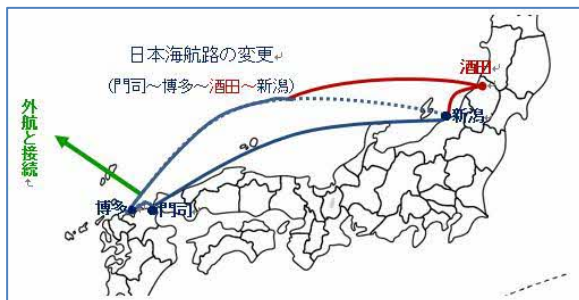 日本海航路の変更
(門司～博多～酒田～新潟)
酒田
新潟
外航と接続
博多
門司